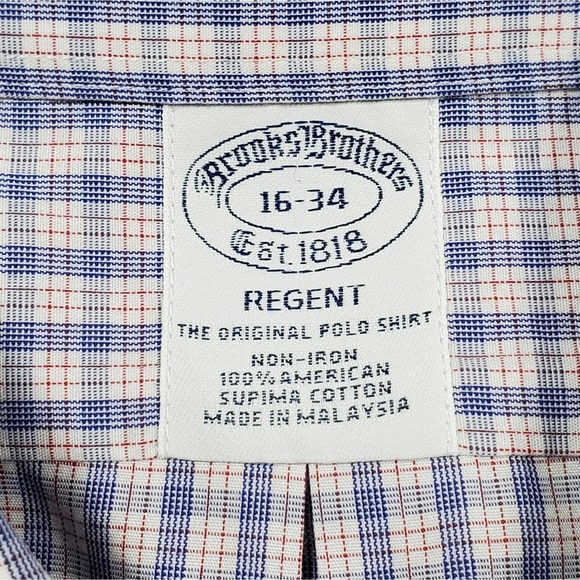 Brooks Brothers
16-34
Est. 1818
REGENT
THE ORIGINAL POLO SHIRT
NON-IRON
100% AMERICAN
SUPIMA COTTON
MADE IN MALAYSIA